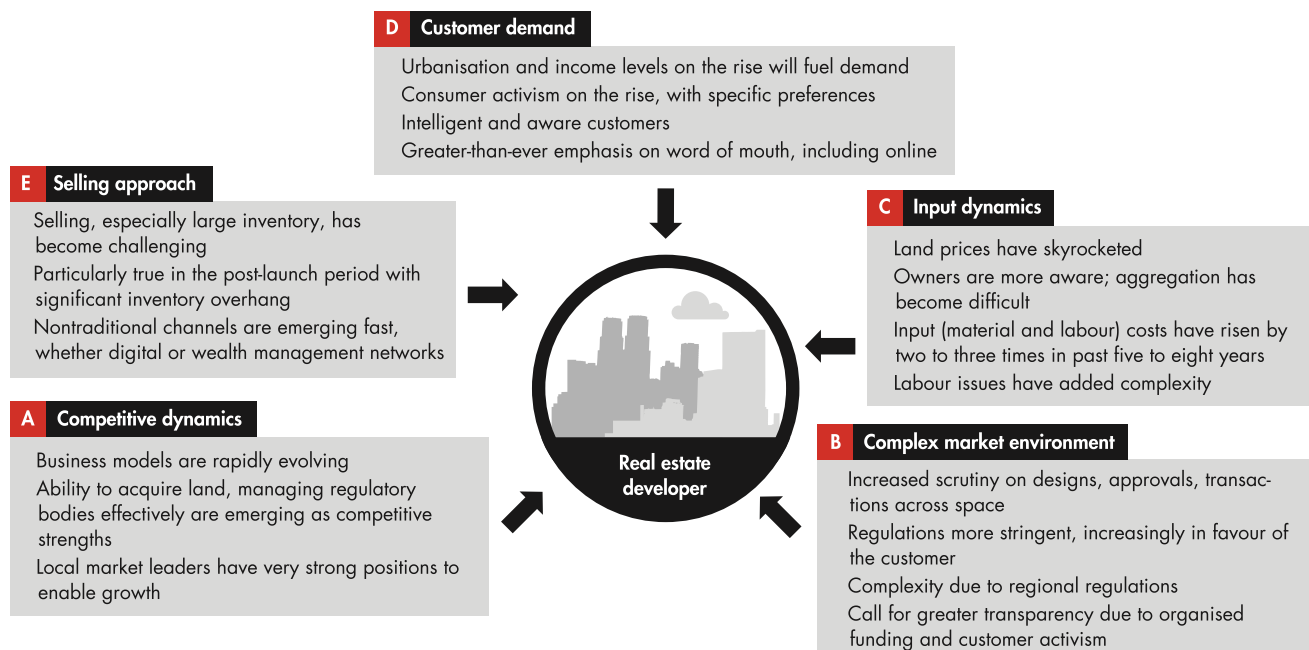 D Customer demand
Urbanisation and income levels on the rise will fuel demand
Consumer activism on the rise, with specific preferences
Intelligent and aware customers
Greater-than-ever emphasis on word of mouth, including online
E Selling approach
Selling, especially large inventory, has
become challenging
Particularly true in the post-launch period with
significant inventory overhang
Nontraditional channels are emerging fast,
whether digital or wealth management networks
C Input dynamics
Land prices have skyrocketed
Owners are more aware; aggregation has
become difficult
Input (material and labour) costs have risen by
two to three times in past five to eight years
Labour issues have added complexity
A Competitive dynamics
Business models are rapidly evolving
Ability to acquire land, managing regulatory
bodies effectively are emerging as competitive
strengths
Local market leaders have very strong positions to
enable growth
Real estate
developer
B Complex market environment
Increased scrutiny on designs, approvals, transac-
tions across space
Regulations more stringent, increasingly in favour of
the customer
Complexity due to regional regulations
Call for greater transparency due to organised
funding and customer activism